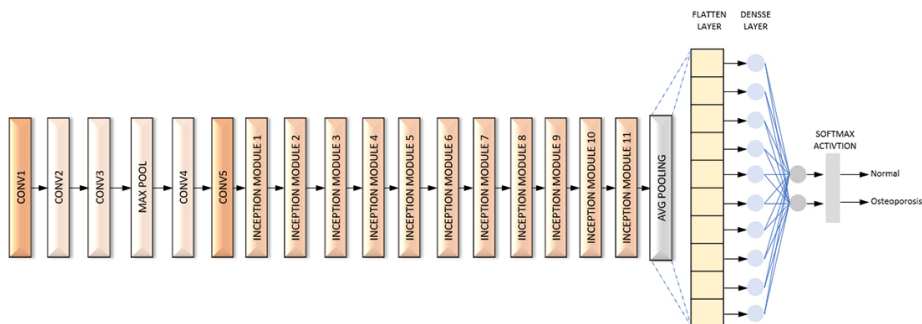 FLATTEN
LAYER
DENSSE
LAYER
CONV1
CONV2
CONV3
MAX POOL
CONV4
CONV5
INCEPTION MODULE 1
INCEPTION MODULE 2
INCEPTION MODULE 3
INCEPTION MODULE 4
INCEPTION MODULE 5
INCEPTION MODULE 6
INCEPTION MODULE 7
INCEPTION MODULE 8
INCEPTION MODULE 9
INCEPTION MODULE 10
INCEPTION MODULE 11
AVG POOLING
SOFTMAX
ACTIVTION
Normal
Osteoporosis